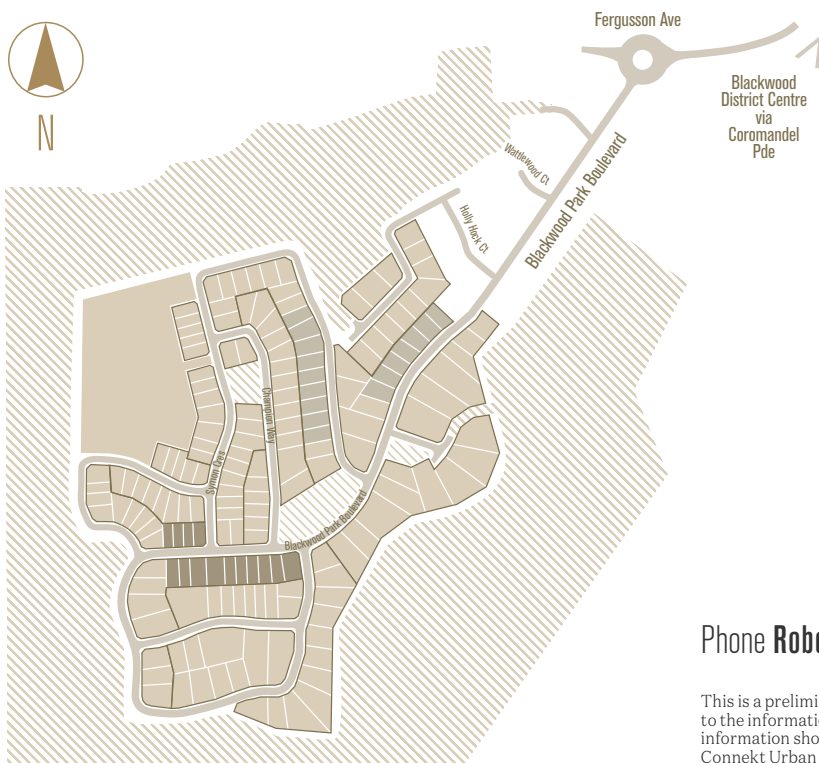 Fergusson Ave
Blackwood
District Centre
via
Coromandel
Pde
N
Wattlewood Ct
Blackwood Park Boulevard
Holly Hock Ct
Champion Way
Symon Cres
Blackwood Park Boulevard
Phone Robe
This is a prelimi
to the informati
information sho
Connekt Urban